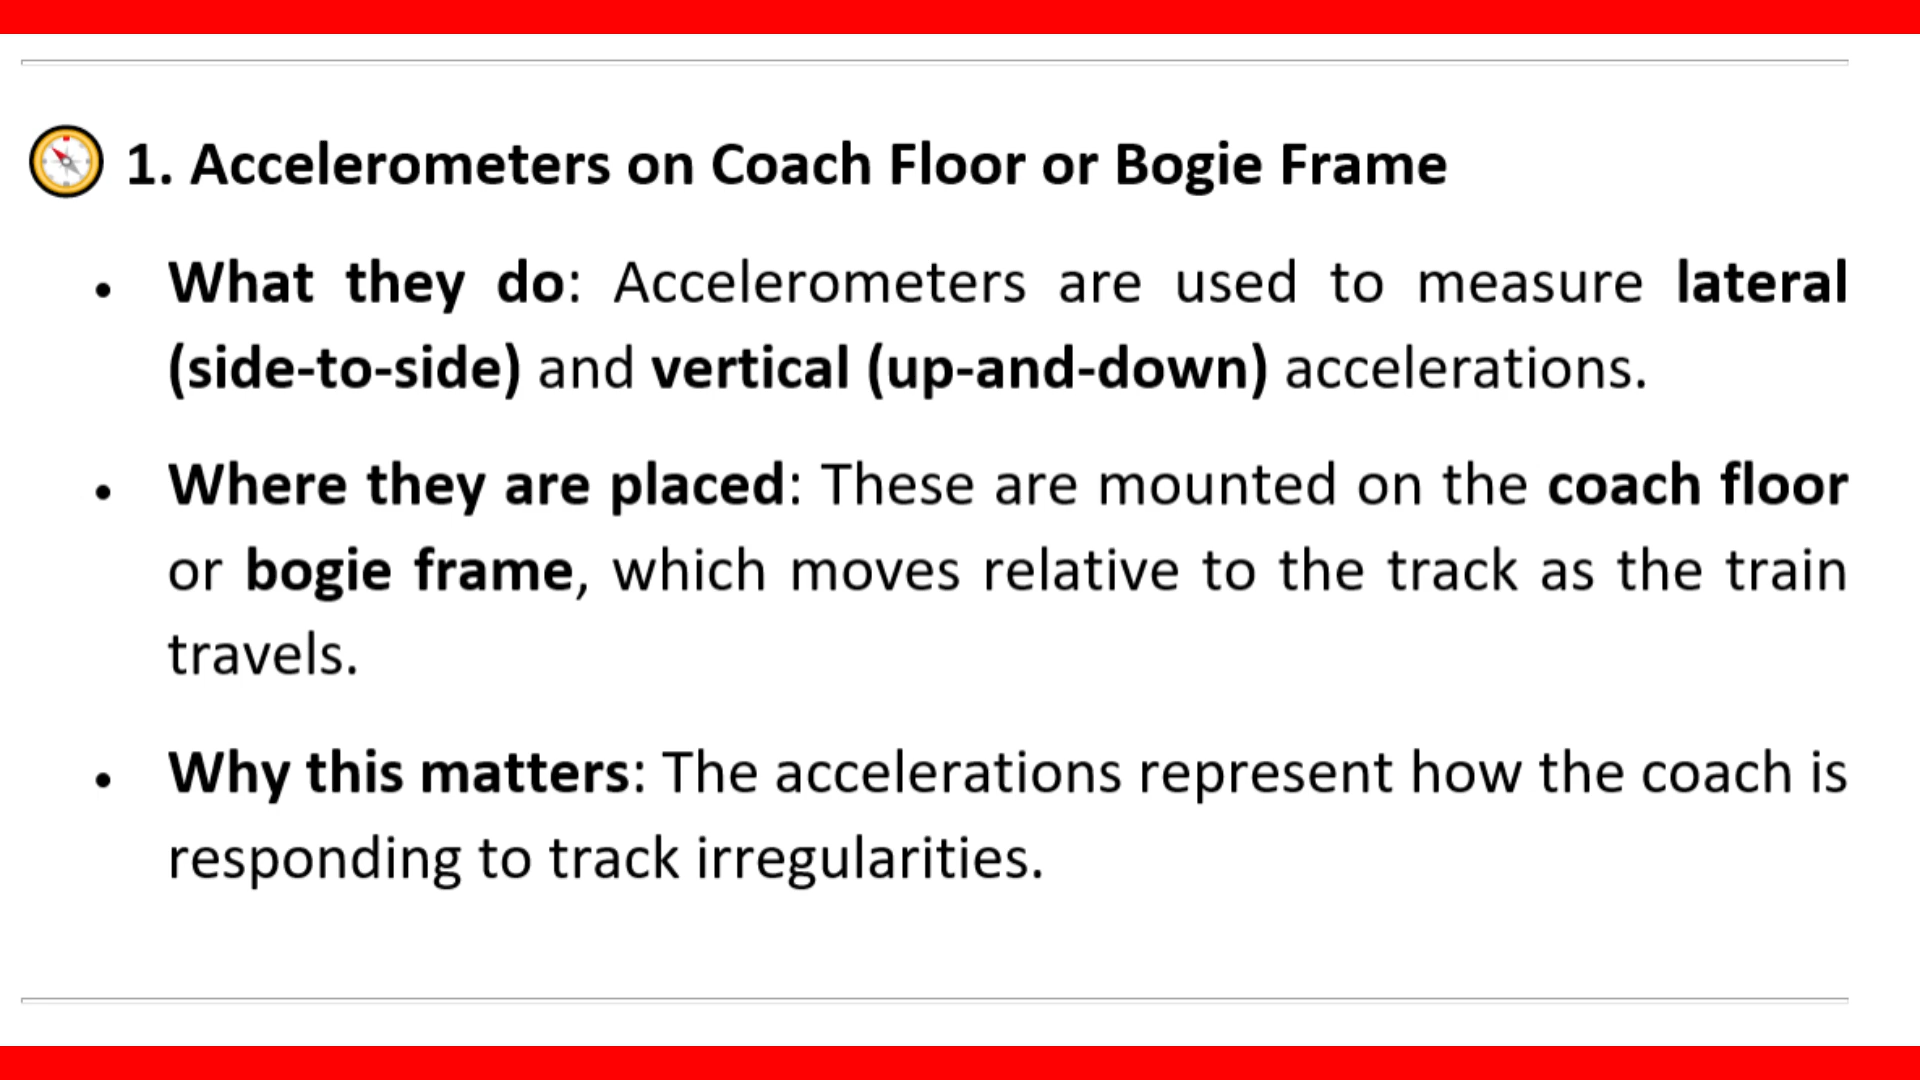 1. Accelerometers on Coach Floor or Bogie Frame
• What they do: Accelerometers are used to measure lateral
(side-to-side) and vertical (up-and-down) accelerations.
• Where they are placed: These are mounted on the coach floor
or bogie frame, which moves relative to the track as the train
travels.
• Why this matters: The accelerations represent how the coach is
responding to track irregularities.